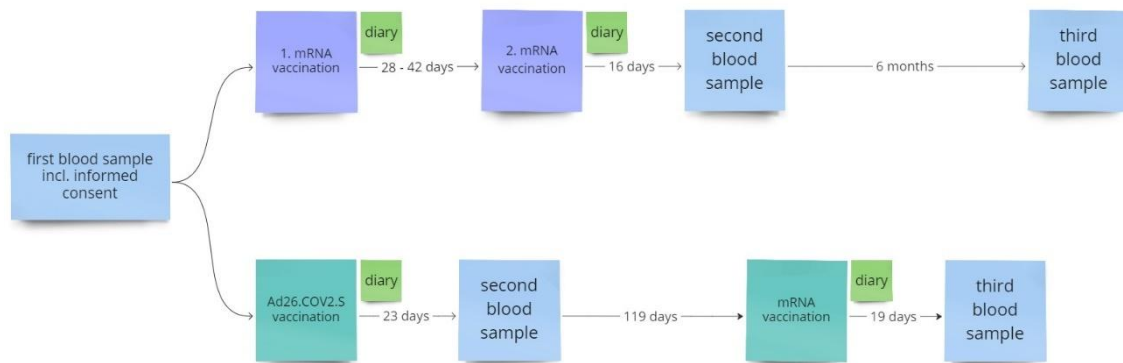 first blood sample
incl. informed
consent
1. mRNA
vaccination
diary
28 - 42 days
2. mRNA
vaccination
diary
16 days
second
blood
sample
6 months
third
blood
sample
Ad26.COV2.S
vaccination
diary
23 days
second
blood
sample
119 days
mRNA
vaccination
diary
19 days
third
blood
sample